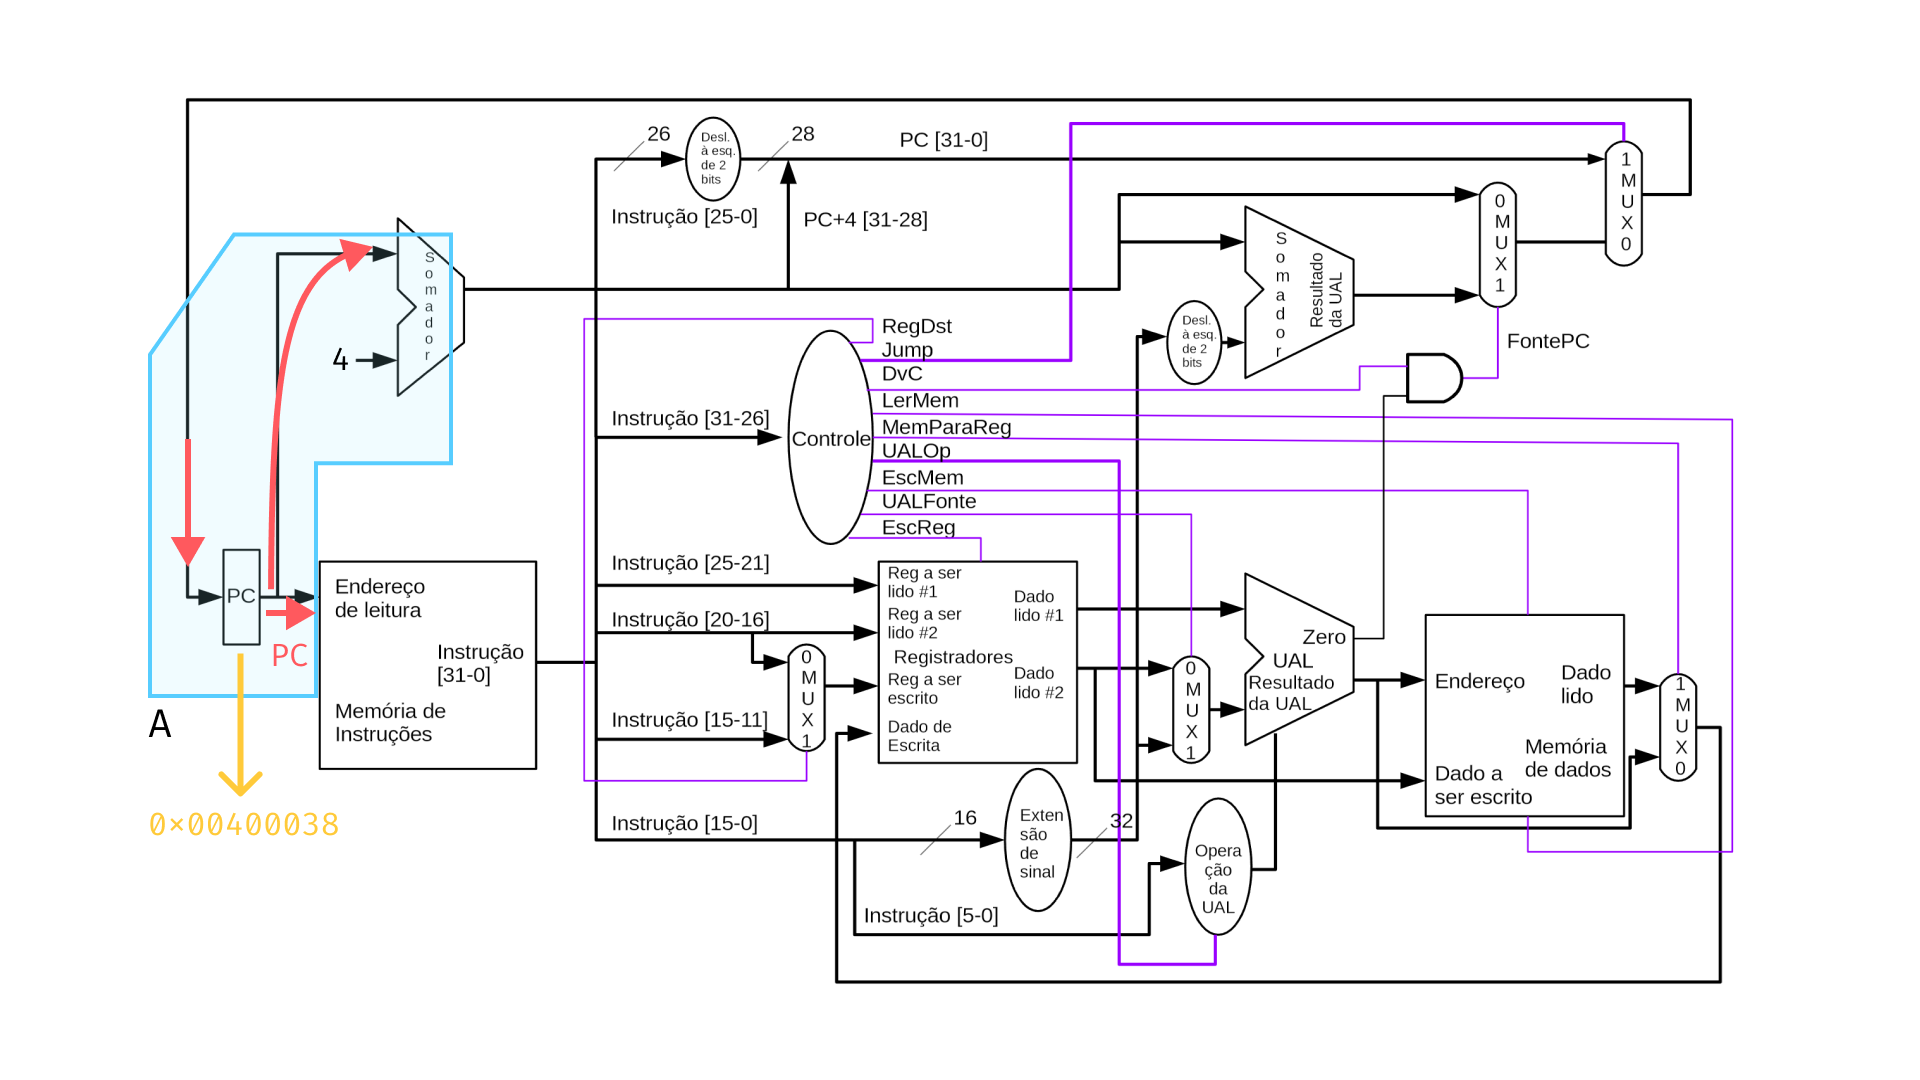 26
Desl.
à esq.
de 2
bits
28
PC [31-0]
1
M
U
X
0
Instrução [25-0]
PC+4 [31-28]
0
M
U
X
1
S
o
m
a
d
o
r
4
S
o
m
a
d
o
r
Resultado
da UAL
Desl.
à esq.
de 2
bits
FontePC
RegDst
Jump
DvC
LerMem
MemParaReg
UALOp
EscMem
UALFonte
EscReg
Instrução [31-26]
Controle
PC
PC
A
0×00400038
Endereço
de leitura
Instrução
[31-0]
Memória de
Instruções
Instrução [25-21]
Instrução [20-16]
Instrução [15-11]
Instrução [15-0]
0
M
U
X
1
Reg a ser
lido #1
Reg a ser
lido #2
Registradores
Reg a ser
escrito
Dado de
Escrita
Dado
lido #1
Dado
lido #2
0
M
U
X
1
Zero
UAL
Resultado
da UAL
Endereço
Dado
lido
Memória
de dados
Dado a
ser escrito
1
M
U
X
0
16
Exten
são
de
sinal
32
Opera
ção
da
UAL
Instrução [5-0]